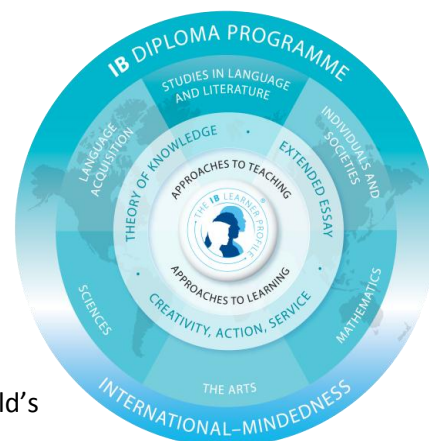 IB DIPLOMA PROGRAMME
STUDIES IN LANGUAGE
AND LITERATURE
LANGUAGE
ACQUISITION
INDIVIDUALS AND
SOCIETIES
THEORY OF KNOWLEDGE
•
EXTENDED ESSAY
APPROACHES TO TEACHING
THE IB LEARNER PROFILE
®
APPROACHES TO LEARNING
•
CREATIVITY, ACTION, SERVICE
•
SCIENCES
MATHEMATICS
THE ARTS
INTERNATIONAL–MINDEDNESS
ld’s